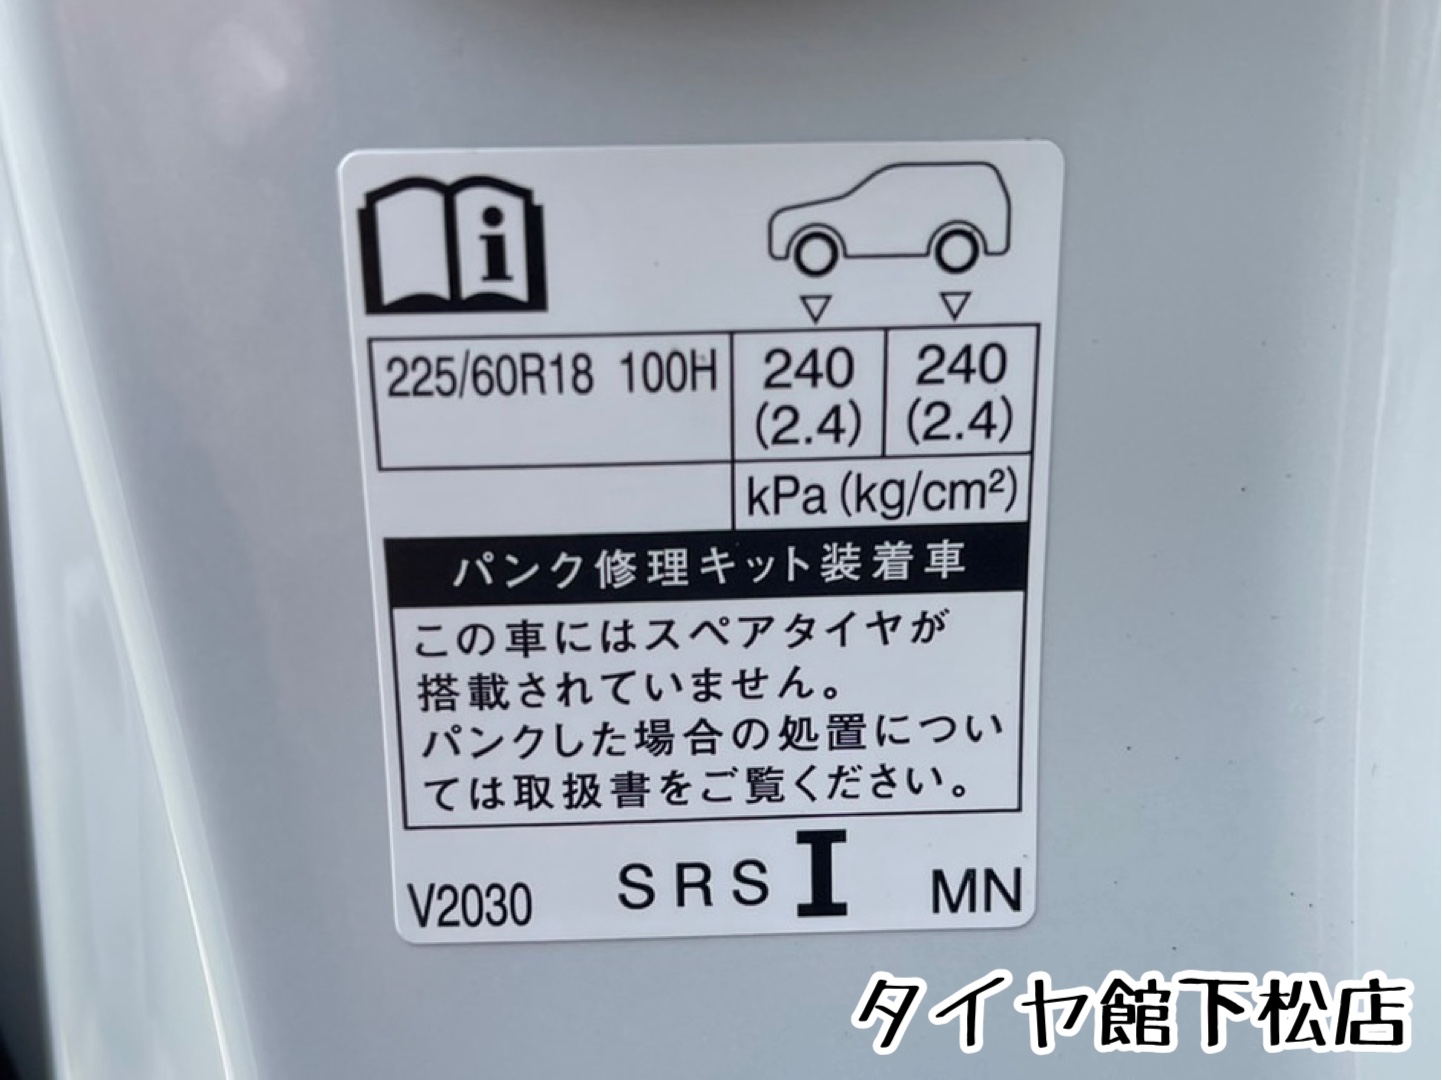 225/60R18 100H 240 240
(2.4) (2.4)
kPa (kg/cm²)
パンク修理キット装着車
この車にはスペアタイヤが
搭載されていません。
パンクした場合の処置につい
ては取扱書をご覧ください。
V2030 SRS I MN
タイヤ館下松店